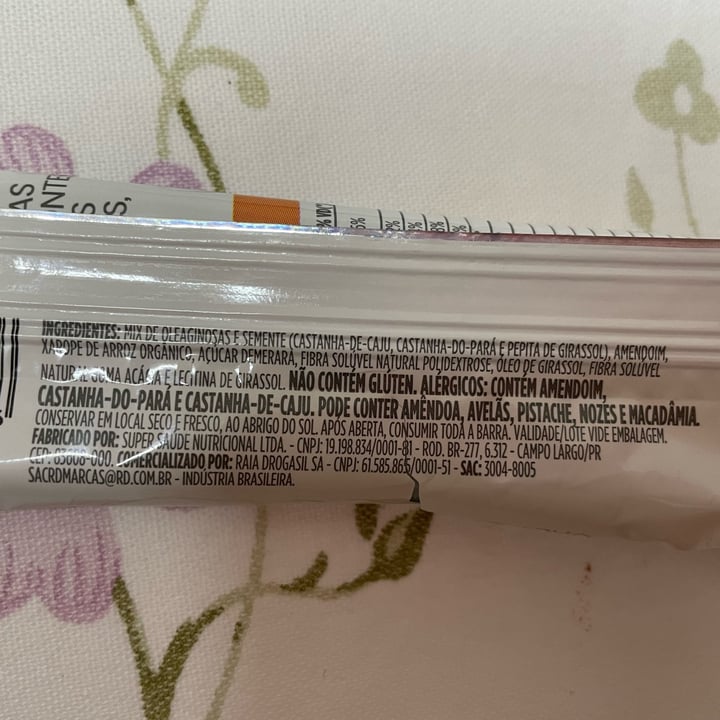 AS
NTE
S
S,
% VD(*)
5%
8%
INGREDIENTES: MIX DE OLEAGINOSAS E SEMENTE (CASTANHA-DE-CAJU, CASTANHA-DO-PARÁ E PEPITA DE GIRASSOL), AMENDOIM,
XAROPE DE ARROZ ORGÂNICO, AÇÚCAR DEMERARA, FIBRA SOLÚVEL NATURAL POLIDEXTROSE, ÓLEO DE GIRASSOL, FIBRA SOLÚVEL
NATURAL GOMA ACÁCIA E LECITINA DE GIRASSOL. NÃO CONTÉM GLÚTEN. ALÉRGICOS: CONTÉM AMENDOIM,
CASTANHA-DO-PARÁ E CASTANHA-DE-CAJU. PODE CONTER AMÊNDOA, AVELÃS, PISTACHE, NOZES E MACADÂMIA.
CONSERVAR EM LOCAL SECO E FRESCO, AO ABRIGO DO SOL. APÓS ABERTA, CONSUMIR TODA A BARRA. VALIDADE/LOTE VIDE EMBALAGEM.
FABRICADO POR: SUPER SAÚDE NUTRICIONAL LTDA. - CNPJ: 19.198.834/0001-81 - ROD. BR-277, 6.312 - CAMPO LARGO/PR
CEP: 83608-000. COMERCIALIZADO POR: RAIA DROGASIL SA - CNPJ: 61.585.865/0001-51 - SAC: 3004-8005
SACRDMARCAS@RD.COM.BR - INDÚSTRIA BRASILEIRA.